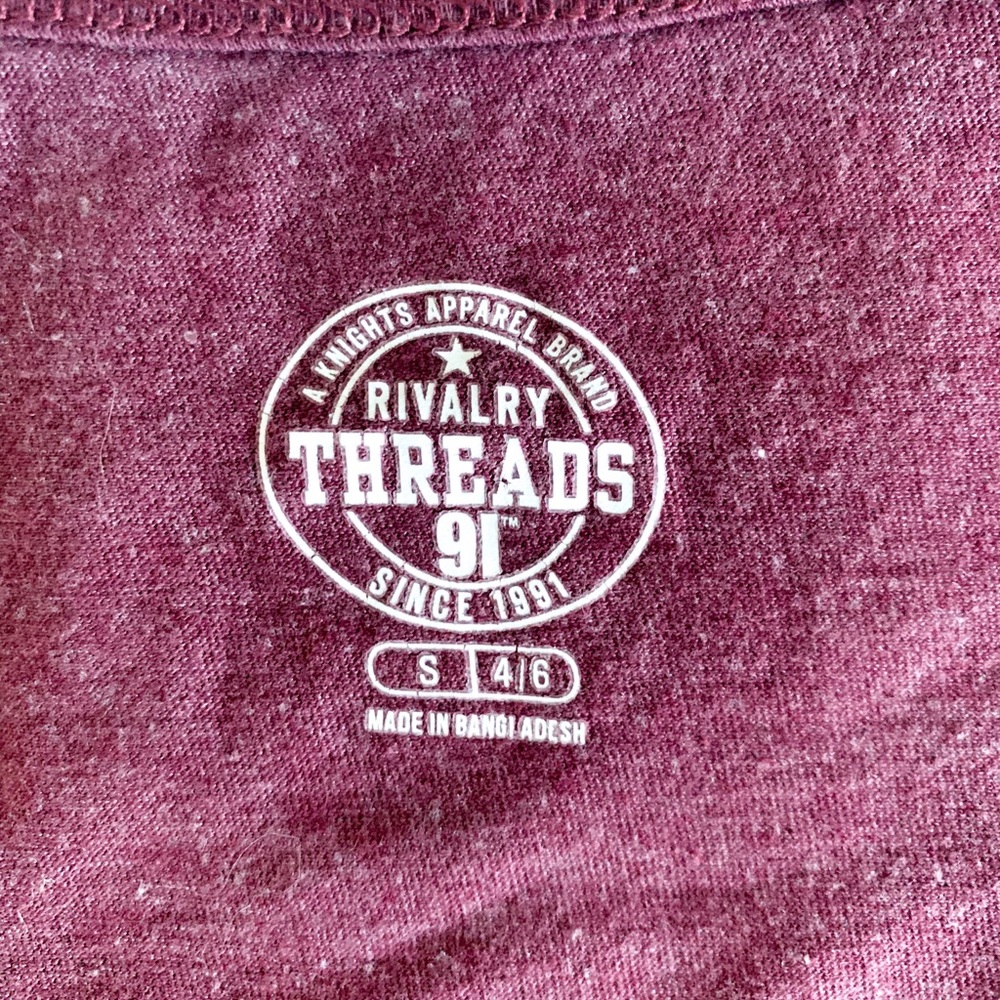 A KNIGHTS APPAREL BRAND
RIVALRY
THREADS
91™
SINCE 1991
S 4/6
MADE IN BANGLADESH